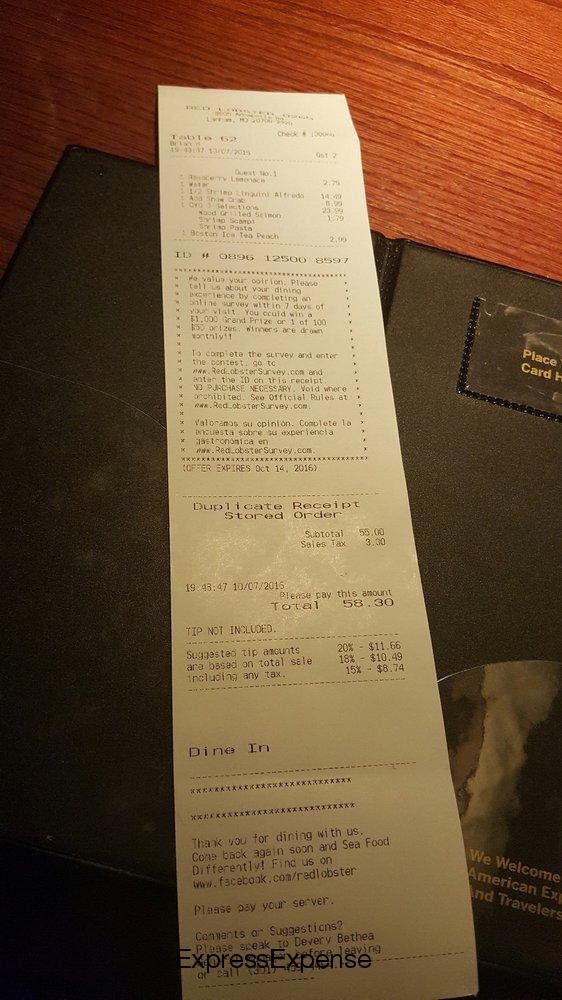 RED LOBSTER 0265
Lanham, MD 20706-2000
Check #
Table 62
Brian H
Gst 2
19:48:47 10/07/2016
Guest No.1
1 Raspberry Lemonade 2.75
1 Water
1 1/2 Shrimp Linguini Alfredo 14.49
1 Add Snow Crab 8.99
1 CYO 3 Selections 23.99
Wood Grilled Salmon 1.79
Shrimp Scampi
Shrimp Pasta
1 Boston Ice Tea Peach 2.99
ID # 0896 12500 8597
We value your opinion. Please
tell us about your dining
experience by completing an
online survey within 7 days of
your visit. You could win a
$1,000 Grand Prize or 1 of 100
$50 prizes. Winners are drawn
monthly!!
To complete the survey and enter
the contest, go to
www.RedLobsterSurvey.com and
enter the ID on this receipt.
NO PURCHASE NECESSARY. Void where
prohibited. See Official Rules at
www.RedLobsterSurvey.com.
Valoramos su opinion. Complete la
encuesta sobre su experiencia
gastronomica en
www.RedLobsterSurvey.com.
(OFFER EXPIRES Oct 14, 2016)
Duplicate Receipt
Stored Order
Subtotal 55.00
Sales Tax 3.30
19:48:47 10/07/2016
Please pay this amount
Total 58.30
TIP NOT INCLUDED.
Suggested tip amounts 20% - $11.66
are based on total sale 18% - $10.49
including any tax. 15% - $8.74
Dine In
xxxxxxxxxxxxxxxxxxxxxxxxxx
xxxxxxxxxxxxxxxxxxxxxxxxxx
Thank you for dining with us.
Come back again soon and Sea Food
Differently! Find us on
www.facebook.com/redlobster
Please pay your server.
Comments or Suggestions?
Please speak to Devery Bethea
before leaving
or call (301)
ExpressExpense
Place
Card H
We Welcome
American Exp
And Travelers